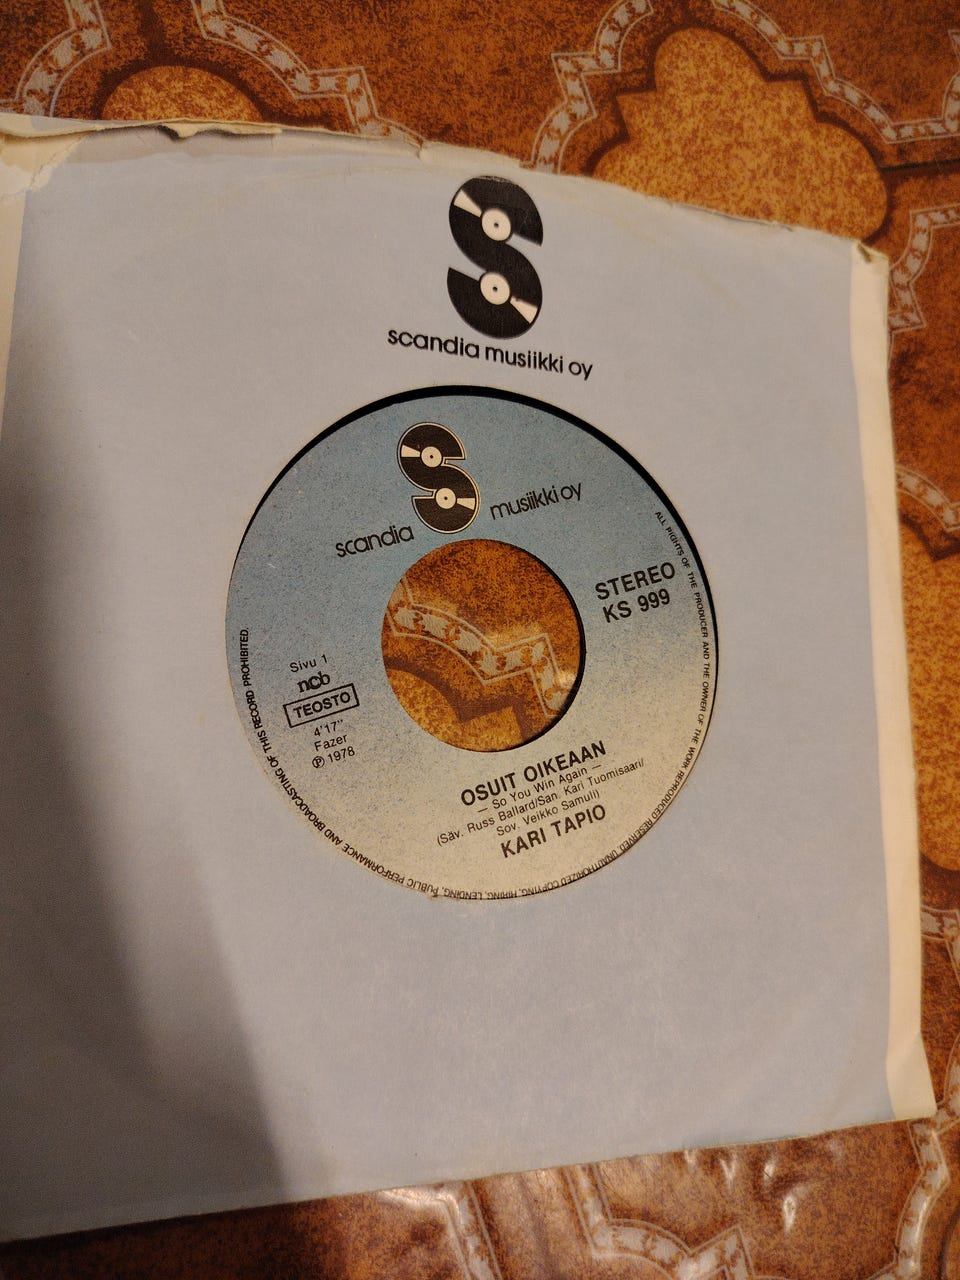 scandia musiikki oy
scandia musiikki oy
STEREO
KS 999
Sivu 1
ncb
TEOSTO
4'17"
Fazer
Ⓟ 1978
OSUIT OIKEAAN
— So You Win Again —
(Säv. Russ Ballard/San. Kari Tuomisaari/
Sov. Veikko Samuli)
KARI TAPIO
ALL RIGHTS OF THE PRODUCER AND THE OWNER OF THE WORK REPRODUCED RESERVED. UNAUTHORIZED COPYING, HIRING, LENDING, PUBLIC PERFORMANCE AND BROADCASTING OF THIS RECORD PROHIBITED.